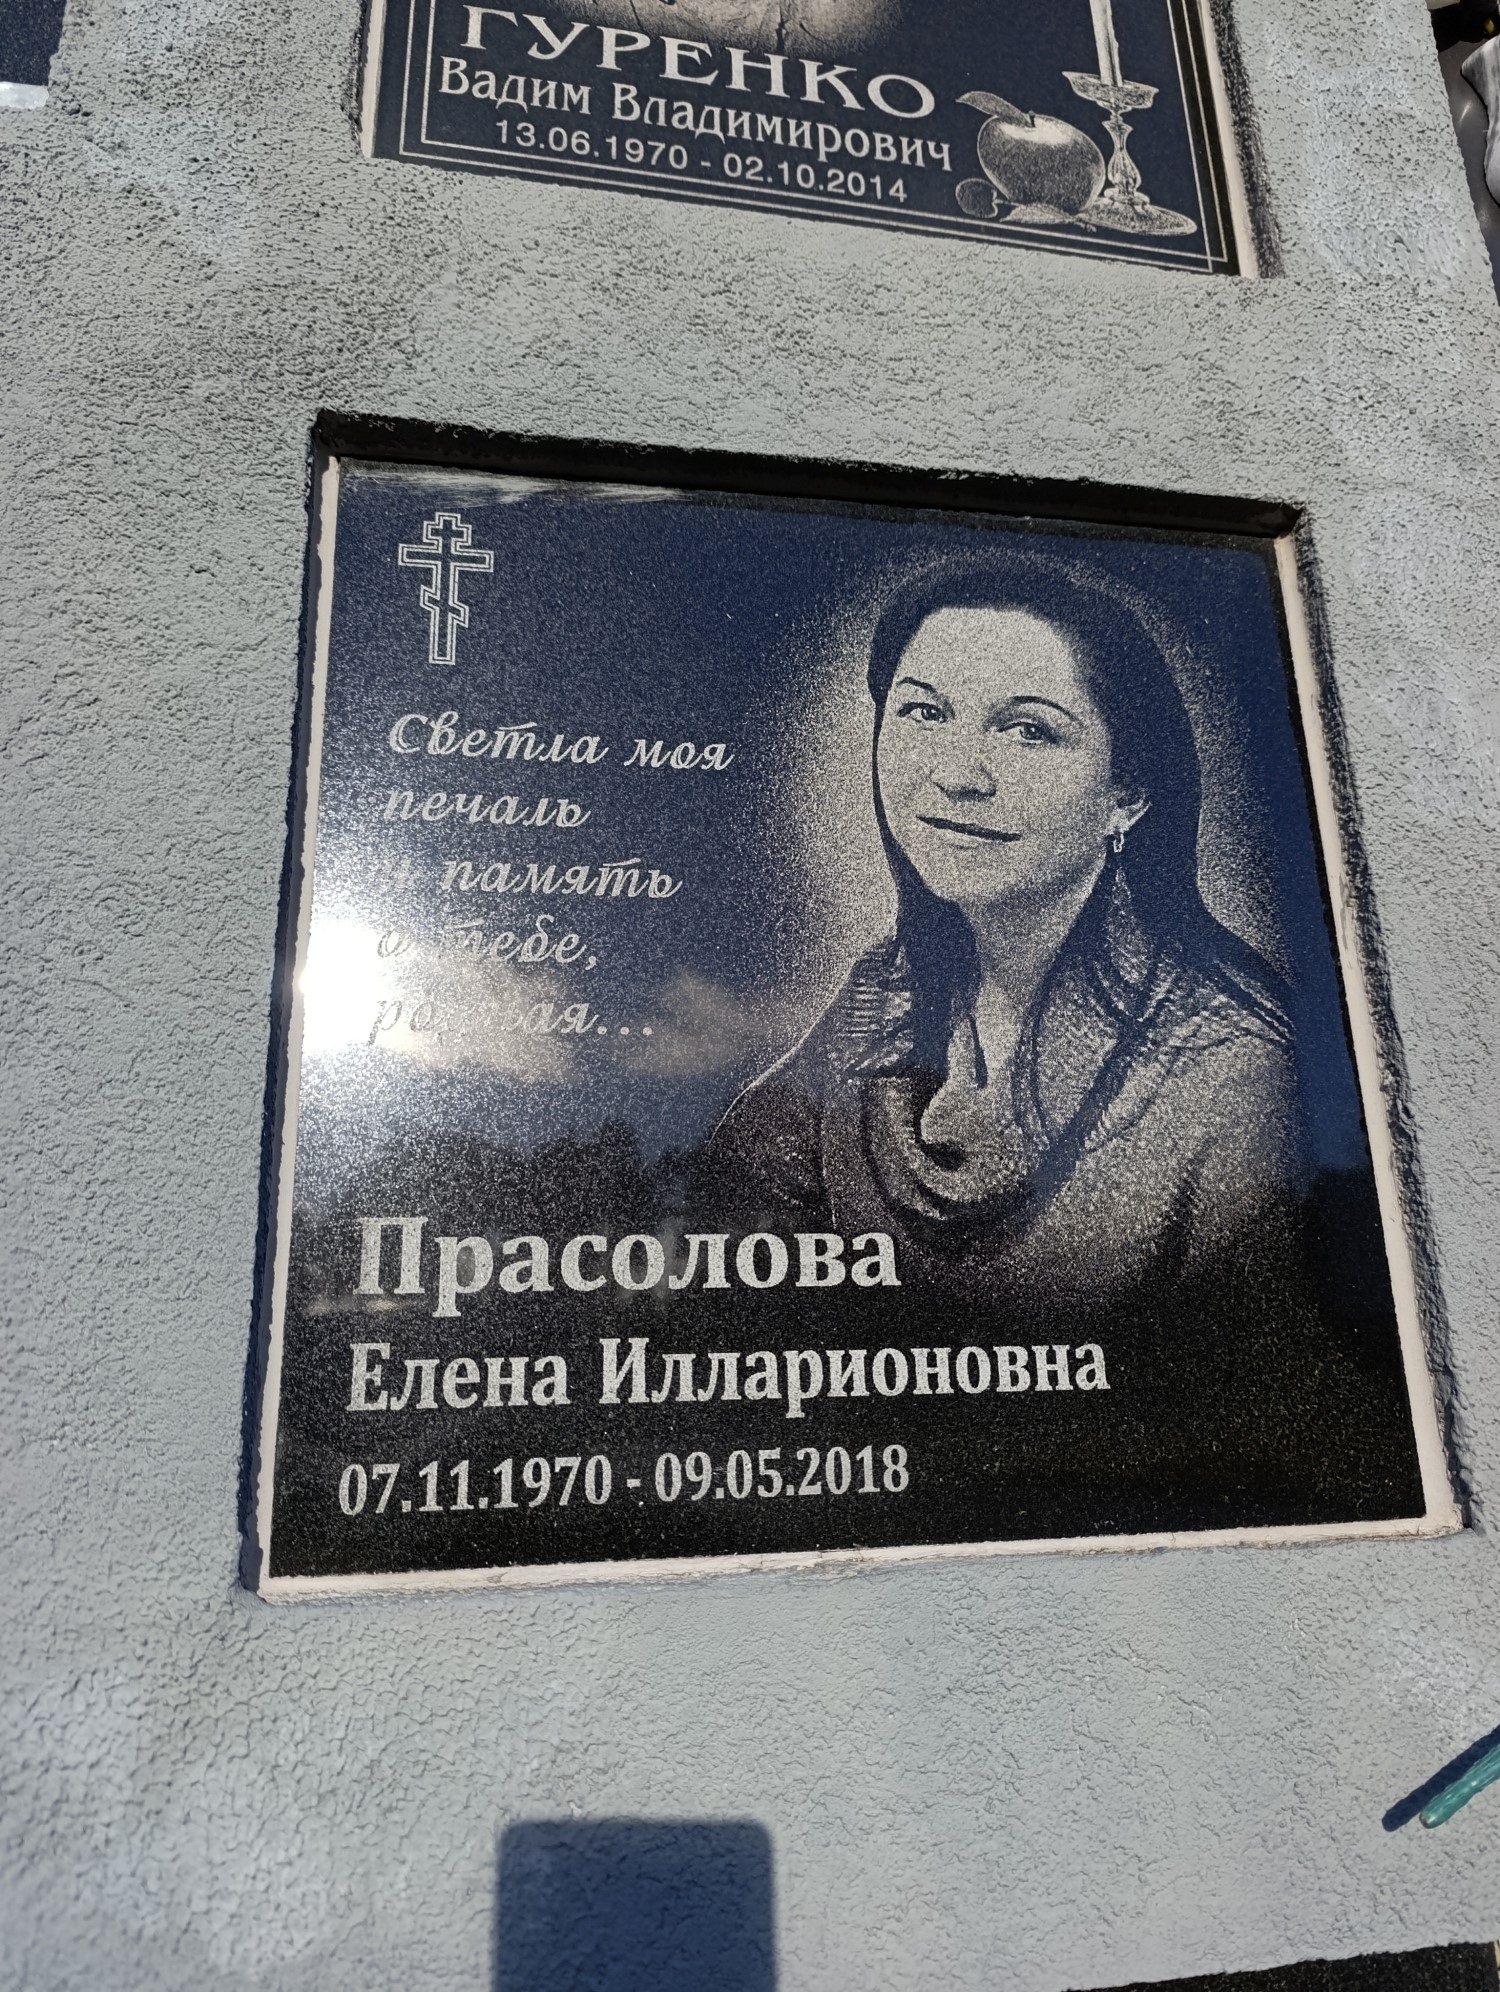 ГУРЕНКО
Вадим Владимирович
13.06.1970 - 02.10.2014
Светла моя
печаль
и память
о тебе,
родная...
Прасолова
Елена Илларионовна
07.11.1970 - 09.05.2018